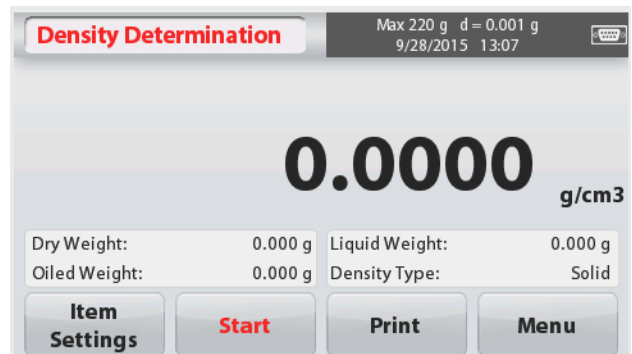 Density Determination
Max 220 g d = 0.001 g
9/28/2015 13:07
0.0000
g/cm3
Dry Weight: 0.000 g Liquid Weight: 0.000 g
Oiled Weight: 0.000 g Density Type: Solid
Item Settings
Start
Print
Menu